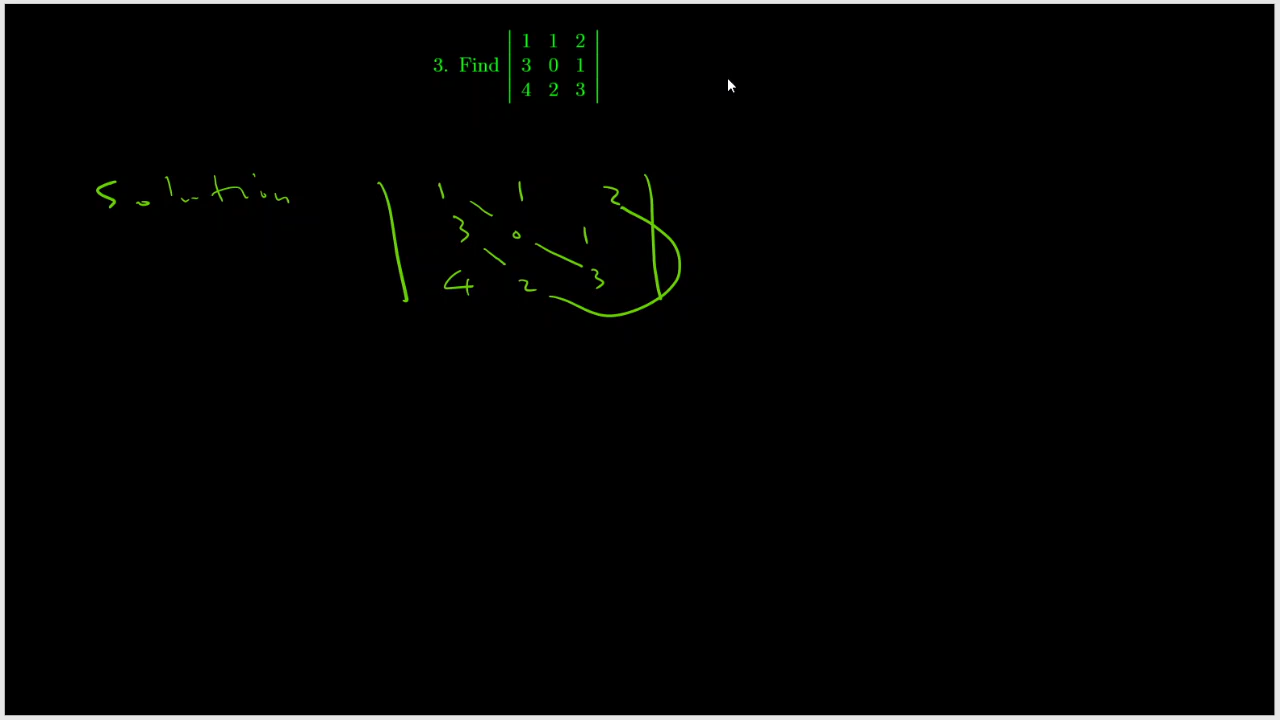 1 1 2
3. Find 3 0 1
4 2 3
Solution 1 1 2
3 0 1
4 2 3